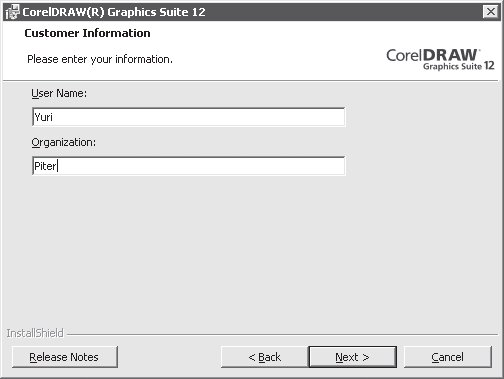 CorelDRAW(R) Graphics Suite 12
Customer Information
Please enter your information.
CorelDRAW
Graphics Suite 12
User Name:
Yuri
Organization:
Piter
InstallShield
Release Notes
< Back
Next >
Cancel